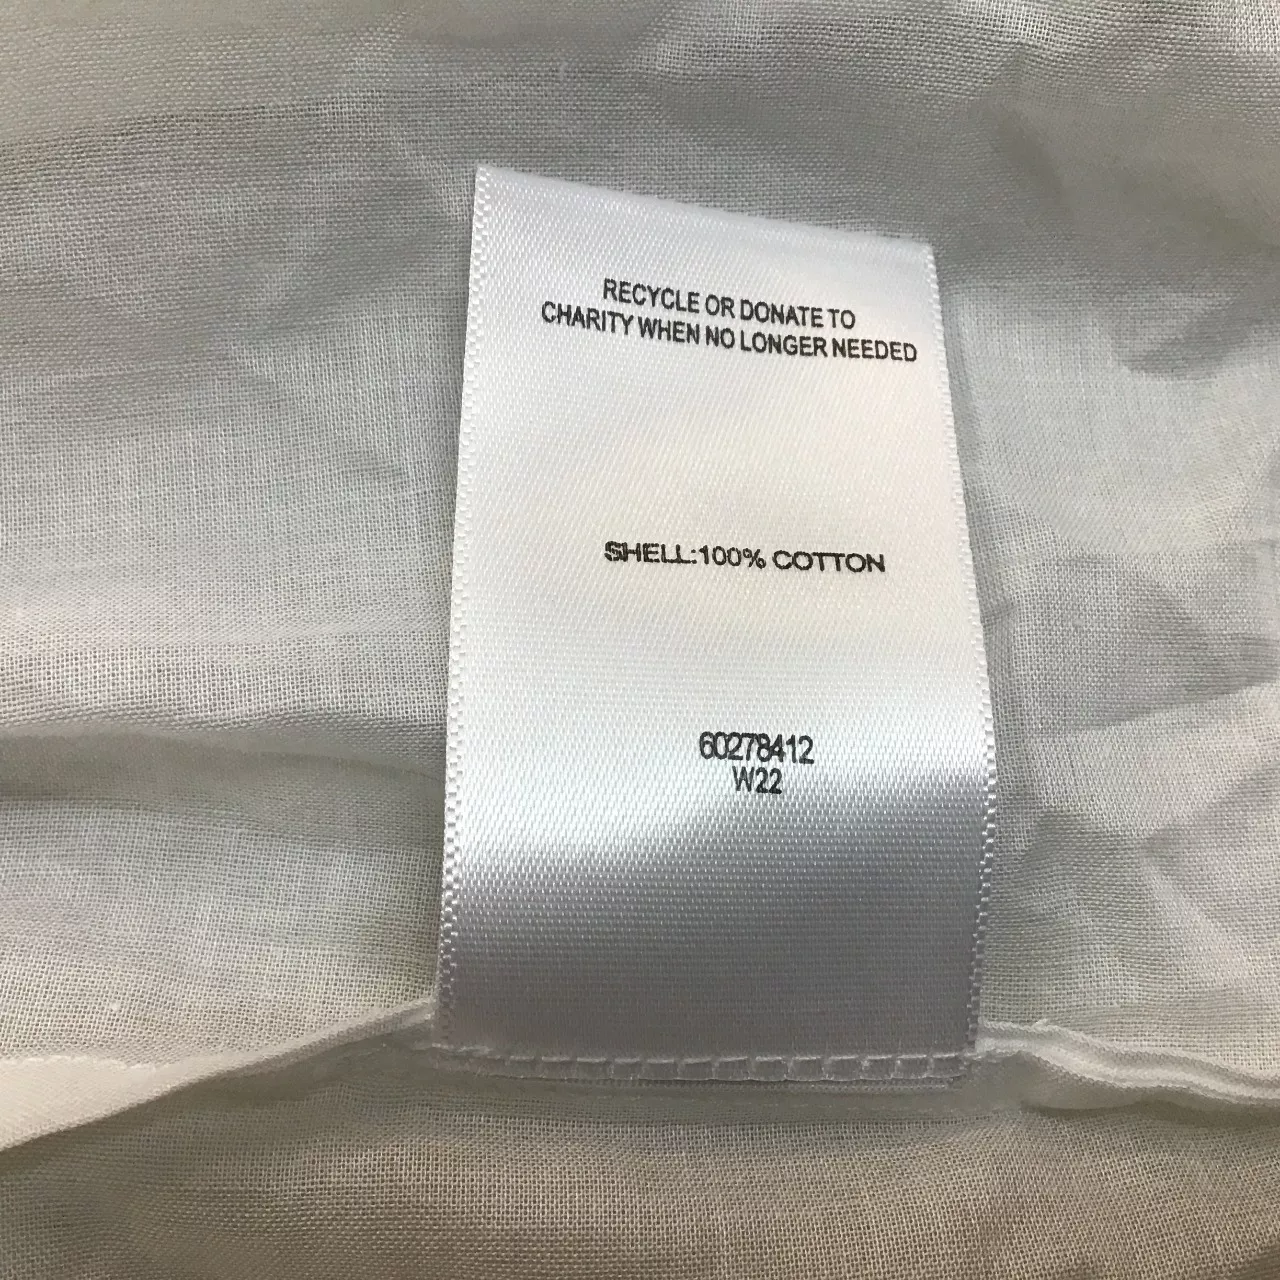 RECYCLE OR DONATE TO
CHARITY WHEN NO LONGER NEEDED
SHELL:100% COTTON
60278412
W22